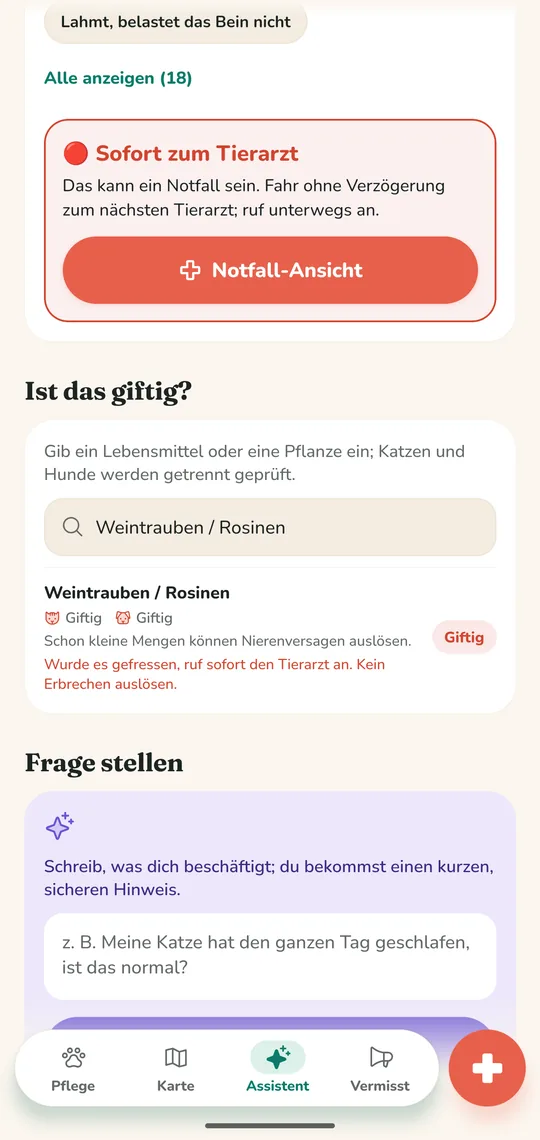 Lahmt, belastet das Bein nicht
Alle anzeigen (18)
Sofort zum Tierarzt
Das kann ein Notfall sein. Fahr ohne Verzögerung
zum nächsten Tierarzt; ruf unterwegs an.
Notfall-Ansicht
Ist das giftig?
Gib ein Lebensmittel oder eine Pflanze ein; Katzen und
Hunde werden getrennt geprüft.
Weintrauben / Rosinen
Weintrauben / Rosinen
Giftig Giftig
Schon kleine Mengen können Nierenversagen auslösen.
Giftig
Wurde es gefressen, ruf sofort den Tierarzt an. Kein
Erbrechen auslösen.
Frage stellen
Schreib, was dich beschäftigt; du bekommst einen kurzen,
sicheren Hinweis.
z. B. Meine Katze hat den ganzen Tag geschlafen,
ist das normal?
Pflege Karte Assistent Vermisst